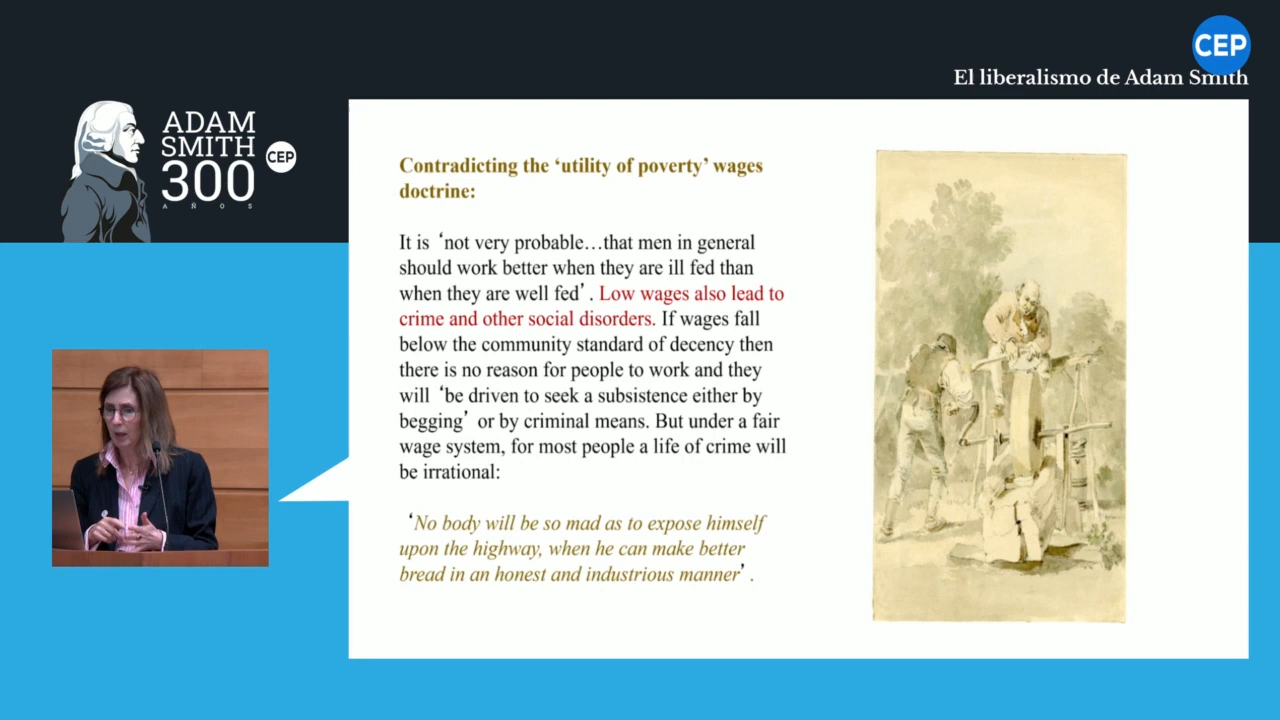 CEP
El liberalismo de Adam Smith
ADAM
SMITH
300
AÑOS
CEP
Contradicting the ‘utility of poverty’ wages
doctrine:
It is ‘not very probable…that men in general
should work better when they are ill fed than
when they are well fed’. Low wages also lead to
crime and other social disorders. If wages fall
below the community standard of decency then
there is no reason for people to work and they
will ‘be driven to seek a subsistence either by
begging’ or by criminal means. But under a fair
wage system, for most people a life of crime will
be irrational:
‘No body will be so mad as to expose himself
upon the highway, when he can make better
bread in an honest and industrious manner’.